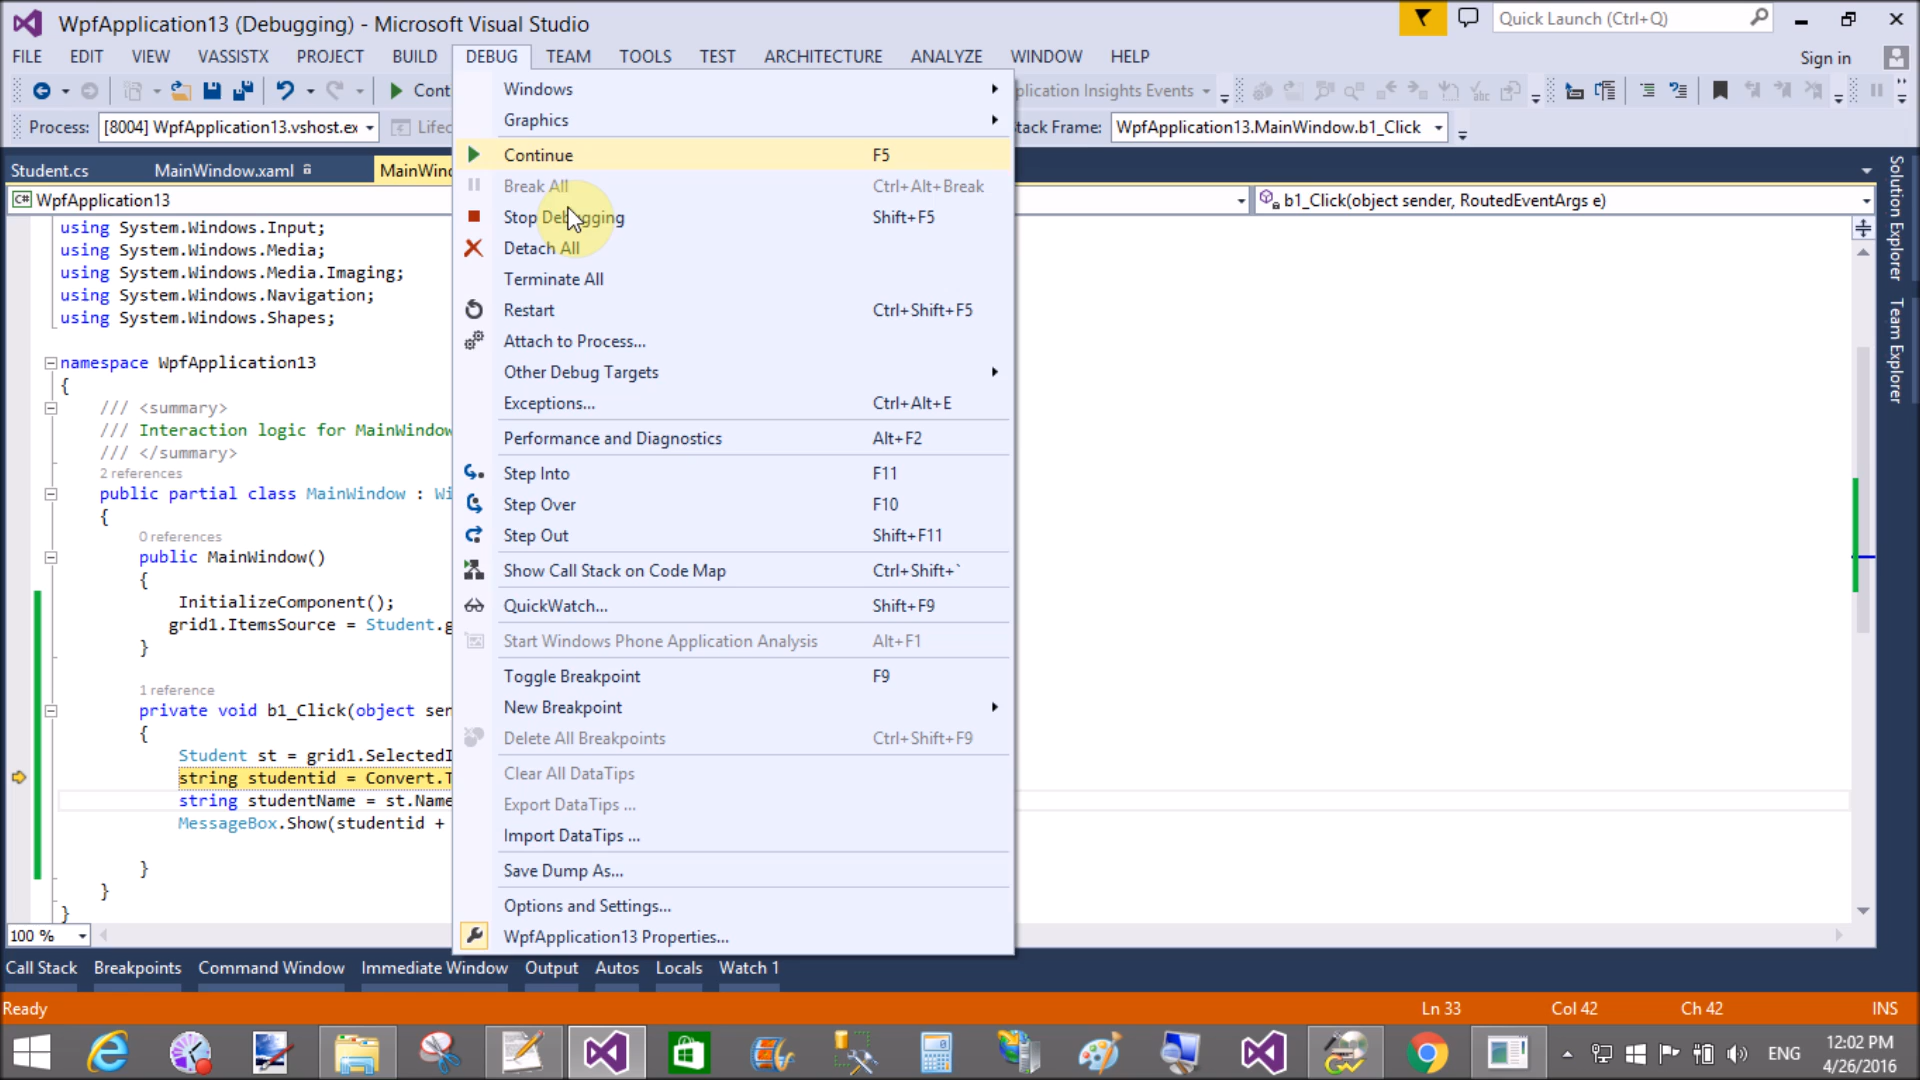 WpfApplication13 (Debugging) - Microsoft Visual Studio
Quick Launch (Ctrl+Q)
FILE EDIT VIEW VASSISTX PROJECT BUILD DEBUG TEAM TOOLS TEST ARCHITECTURE ANALYZE WINDOW HELP
Sign in
Cont
plication Insights Events
Process: [8004] WpfApplication13.vshost.ex
Lifec
tack Frame: WpfApplication13.MainWindow.b1_Click
Student.cs MainWindow.xaml MainWind
WpfApplication13
b1_Click(object sender, RoutedEventArgs e)
Windows
Graphics
Continue F5
Break All Ctrl+Alt+Break
Stop Debugging Shift+F5
Detach All
Terminate All
Restart Ctrl+Shift+F5
Attach to Process...
Other Debug Targets
Exceptions... Ctrl+Alt+E
Performance and Diagnostics Alt+F2
Step Into F11
Step Over F10
Step Out Shift+F11
Show Call Stack on Code Map Ctrl+Shift+`
QuickWatch... Shift+F9
Start Windows Phone Application Analysis Alt+F1
Toggle Breakpoint F9
New Breakpoint
Delete All Breakpoints Ctrl+Shift+F9
Clear All DataTips
Export DataTips ...
Import DataTips ...
Save Dump As...
Options and Settings...
WpfApplication13 Properties...
using System.Windows.Input;
using System.Windows.Media;
using System.Windows.Media.Imaging;
using System.Windows.Navigation;
using System.Windows.Shapes;
namespace WpfApplication13
{
/// <summary>
/// Interaction logic for MainWindow
/// </summary>
2 references
public partial class MainWindow : Wi
{
0 references
public MainWindow()
{
InitializeComponent();
grid1.ItemsSource = Student.g
}
1 reference
private void b1_Click(object sen
{
Student st = grid1.SelectedI
string studentid = Convert.T
string studentName = st.Name
MessageBox.Show(studentid +
}
}
}
Solution Explorer
Team Explorer
100 %
Call Stack Breakpoints Command Window Immediate Window Output Autos Locals Watch 1
Ready Ln 33 Col 42 Ch 42 INS
ENG
12:02 PM
4/26/2016